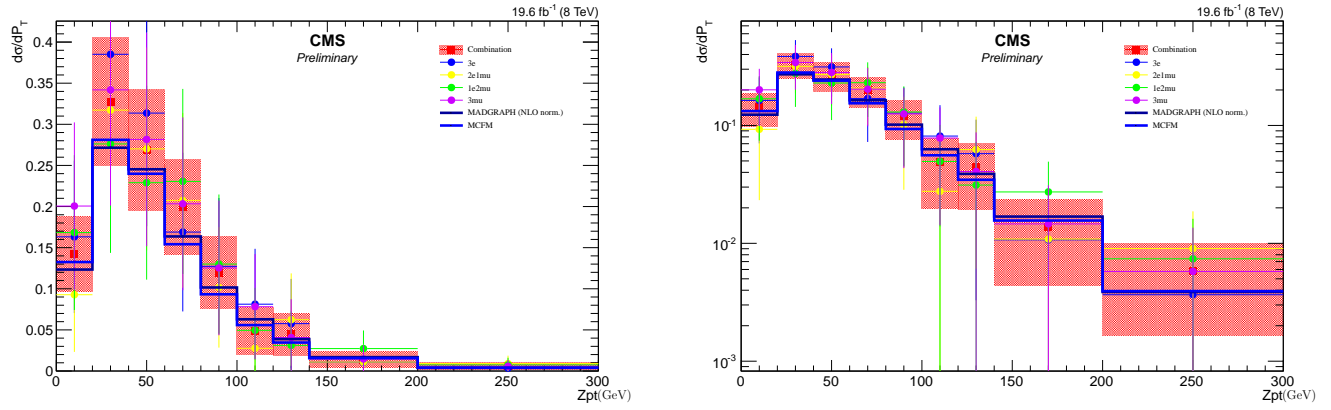 19.6 fb⁻¹ (8 TeV)
dσ/dP_T
CMS
Preliminary
Combination
3e
2e1mu
1e2mu
3mu
MADGRAPH (NLO norm.)
MCFM
0.4
0.35
0.3
0.25
0.2
0.15
0.1
0.05
0
0 50 100 150 200 250 300
Zpt(GeV)
19.6 fb⁻¹ (8 TeV)
dσ/dP_T
CMS
Preliminary
Combination
3e
2e1mu
1e2mu
3mu
MADGRAPH (NLO norm.)
MCFM
10⁻¹
10⁻²
10⁻³
0 50 100 150 200 250 300
Zpt(GeV)